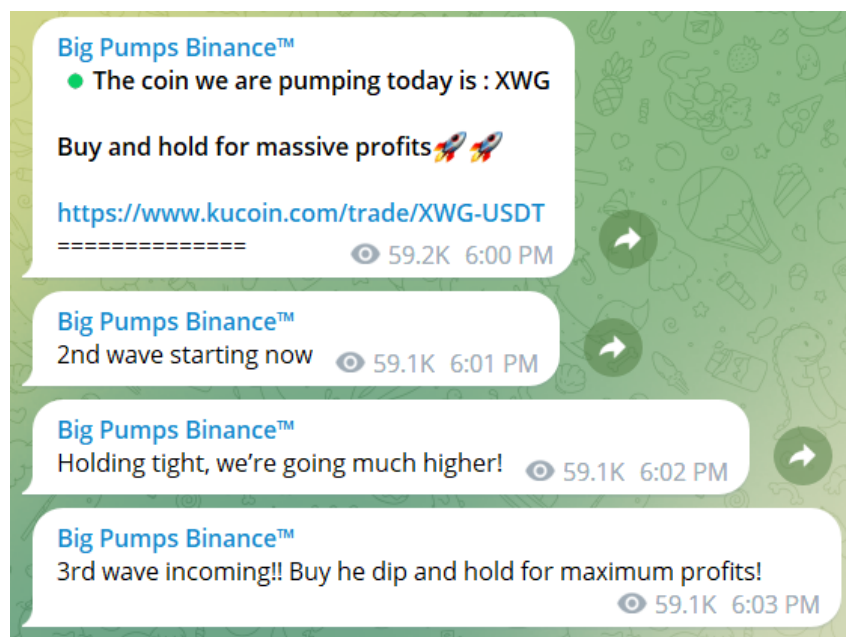 Big Pumps Binance™
🟢 The coin we are pumping today is : XWG
Buy and hold for massive profits🚀 🚀
https://www.kucoin.com/trade/XWG-USDT
==============
59.2K 6:00 PM
Big Pumps Binance™
2nd wave starting now
59.1K 6:01 PM
Big Pumps Binance™
Holding tight, we're going much higher!
59.1K 6:02 PM
Big Pumps Binance™
3rd wave incoming!! Buy he dip and hold for maximum profits!
59.1K 6:03 PM